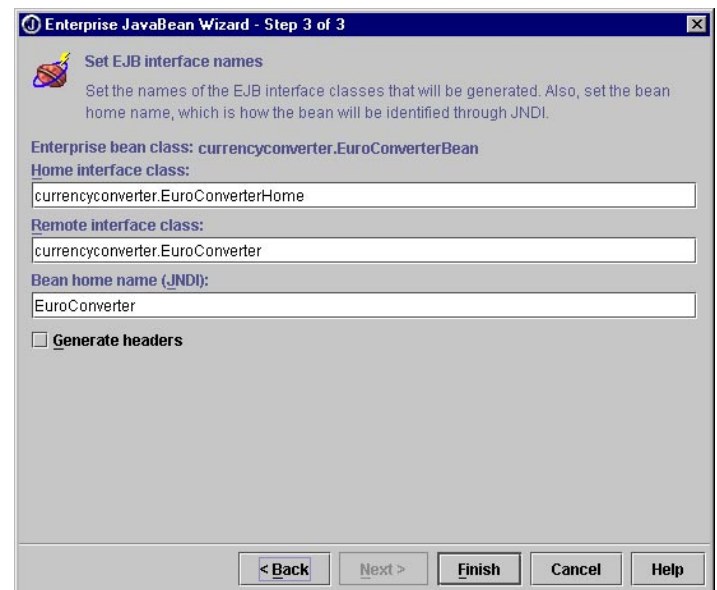 Enterprise JavaBean Wizard - Step 3 of 3
Set EJB interface names
Set the names of the EJB interface classes that will be generated. Also, set the bean
home name, which is how the bean will be identified through JNDI.
Enterprise bean class: currencyconverter.EuroConverterBean
Home interface class:
currencyconverter.EuroConverterHome
Remote interface class:
currencyconverter.EuroConverter
Bean home name (JNDI):
EuroConverter
Generate headers
< Back Next > Finish Cancel Help